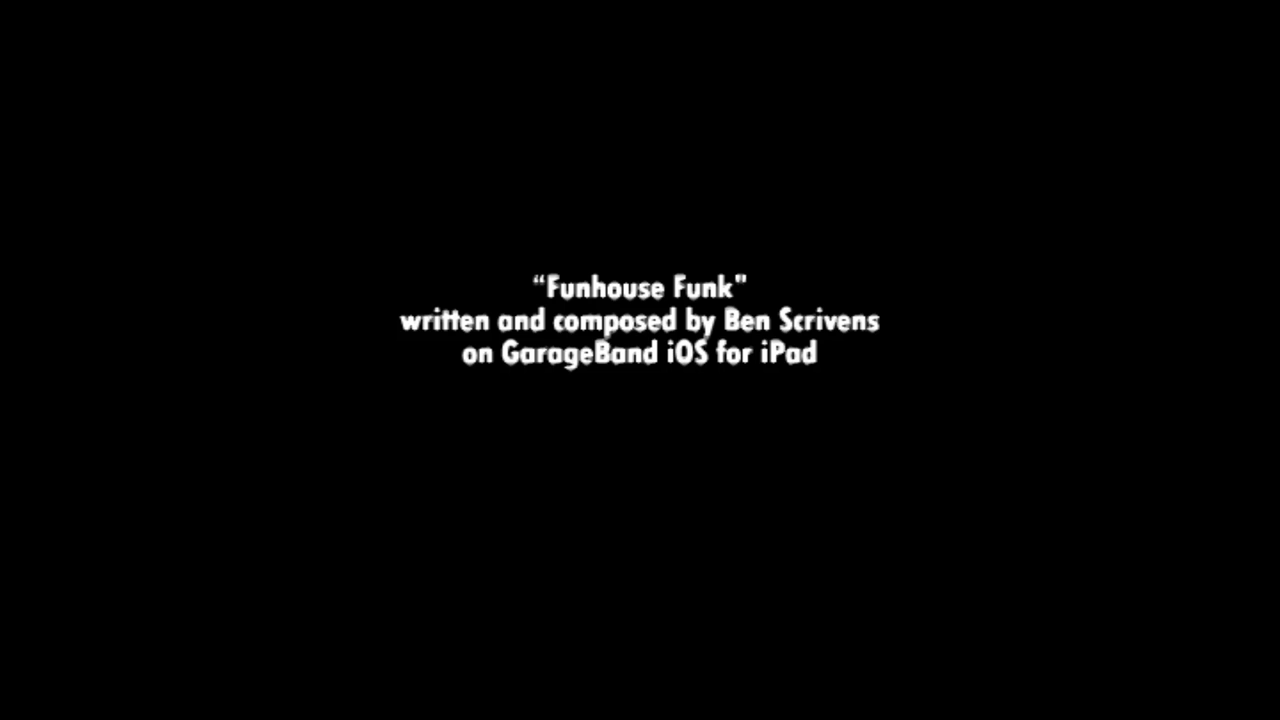 “Funhouse Funk"
written and composed by Ben Scrivens
on GarageBand iOS for iPad